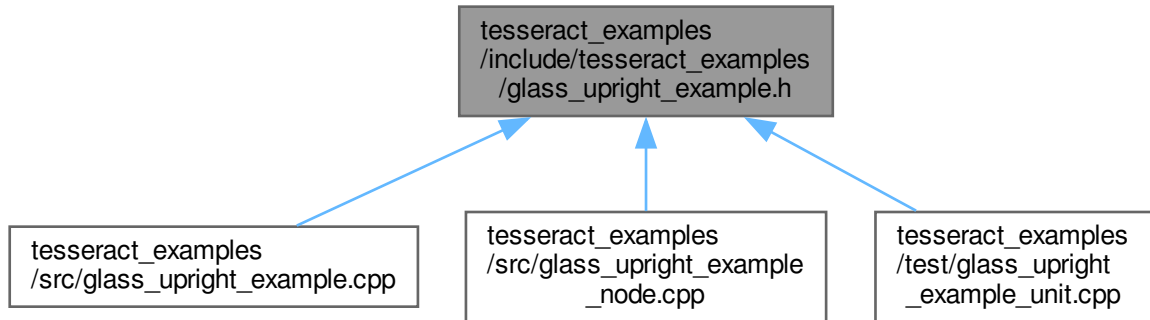 tesseract_examples
/include/tesseract_examples
/glass_upright_example.h
tesseract_examples
/src/glass_upright_example.cpp
tesseract_examples
/src/glass_upright_example
_node.cpp
tesseract_examples
/test/glass_upright
_example_unit.cpp